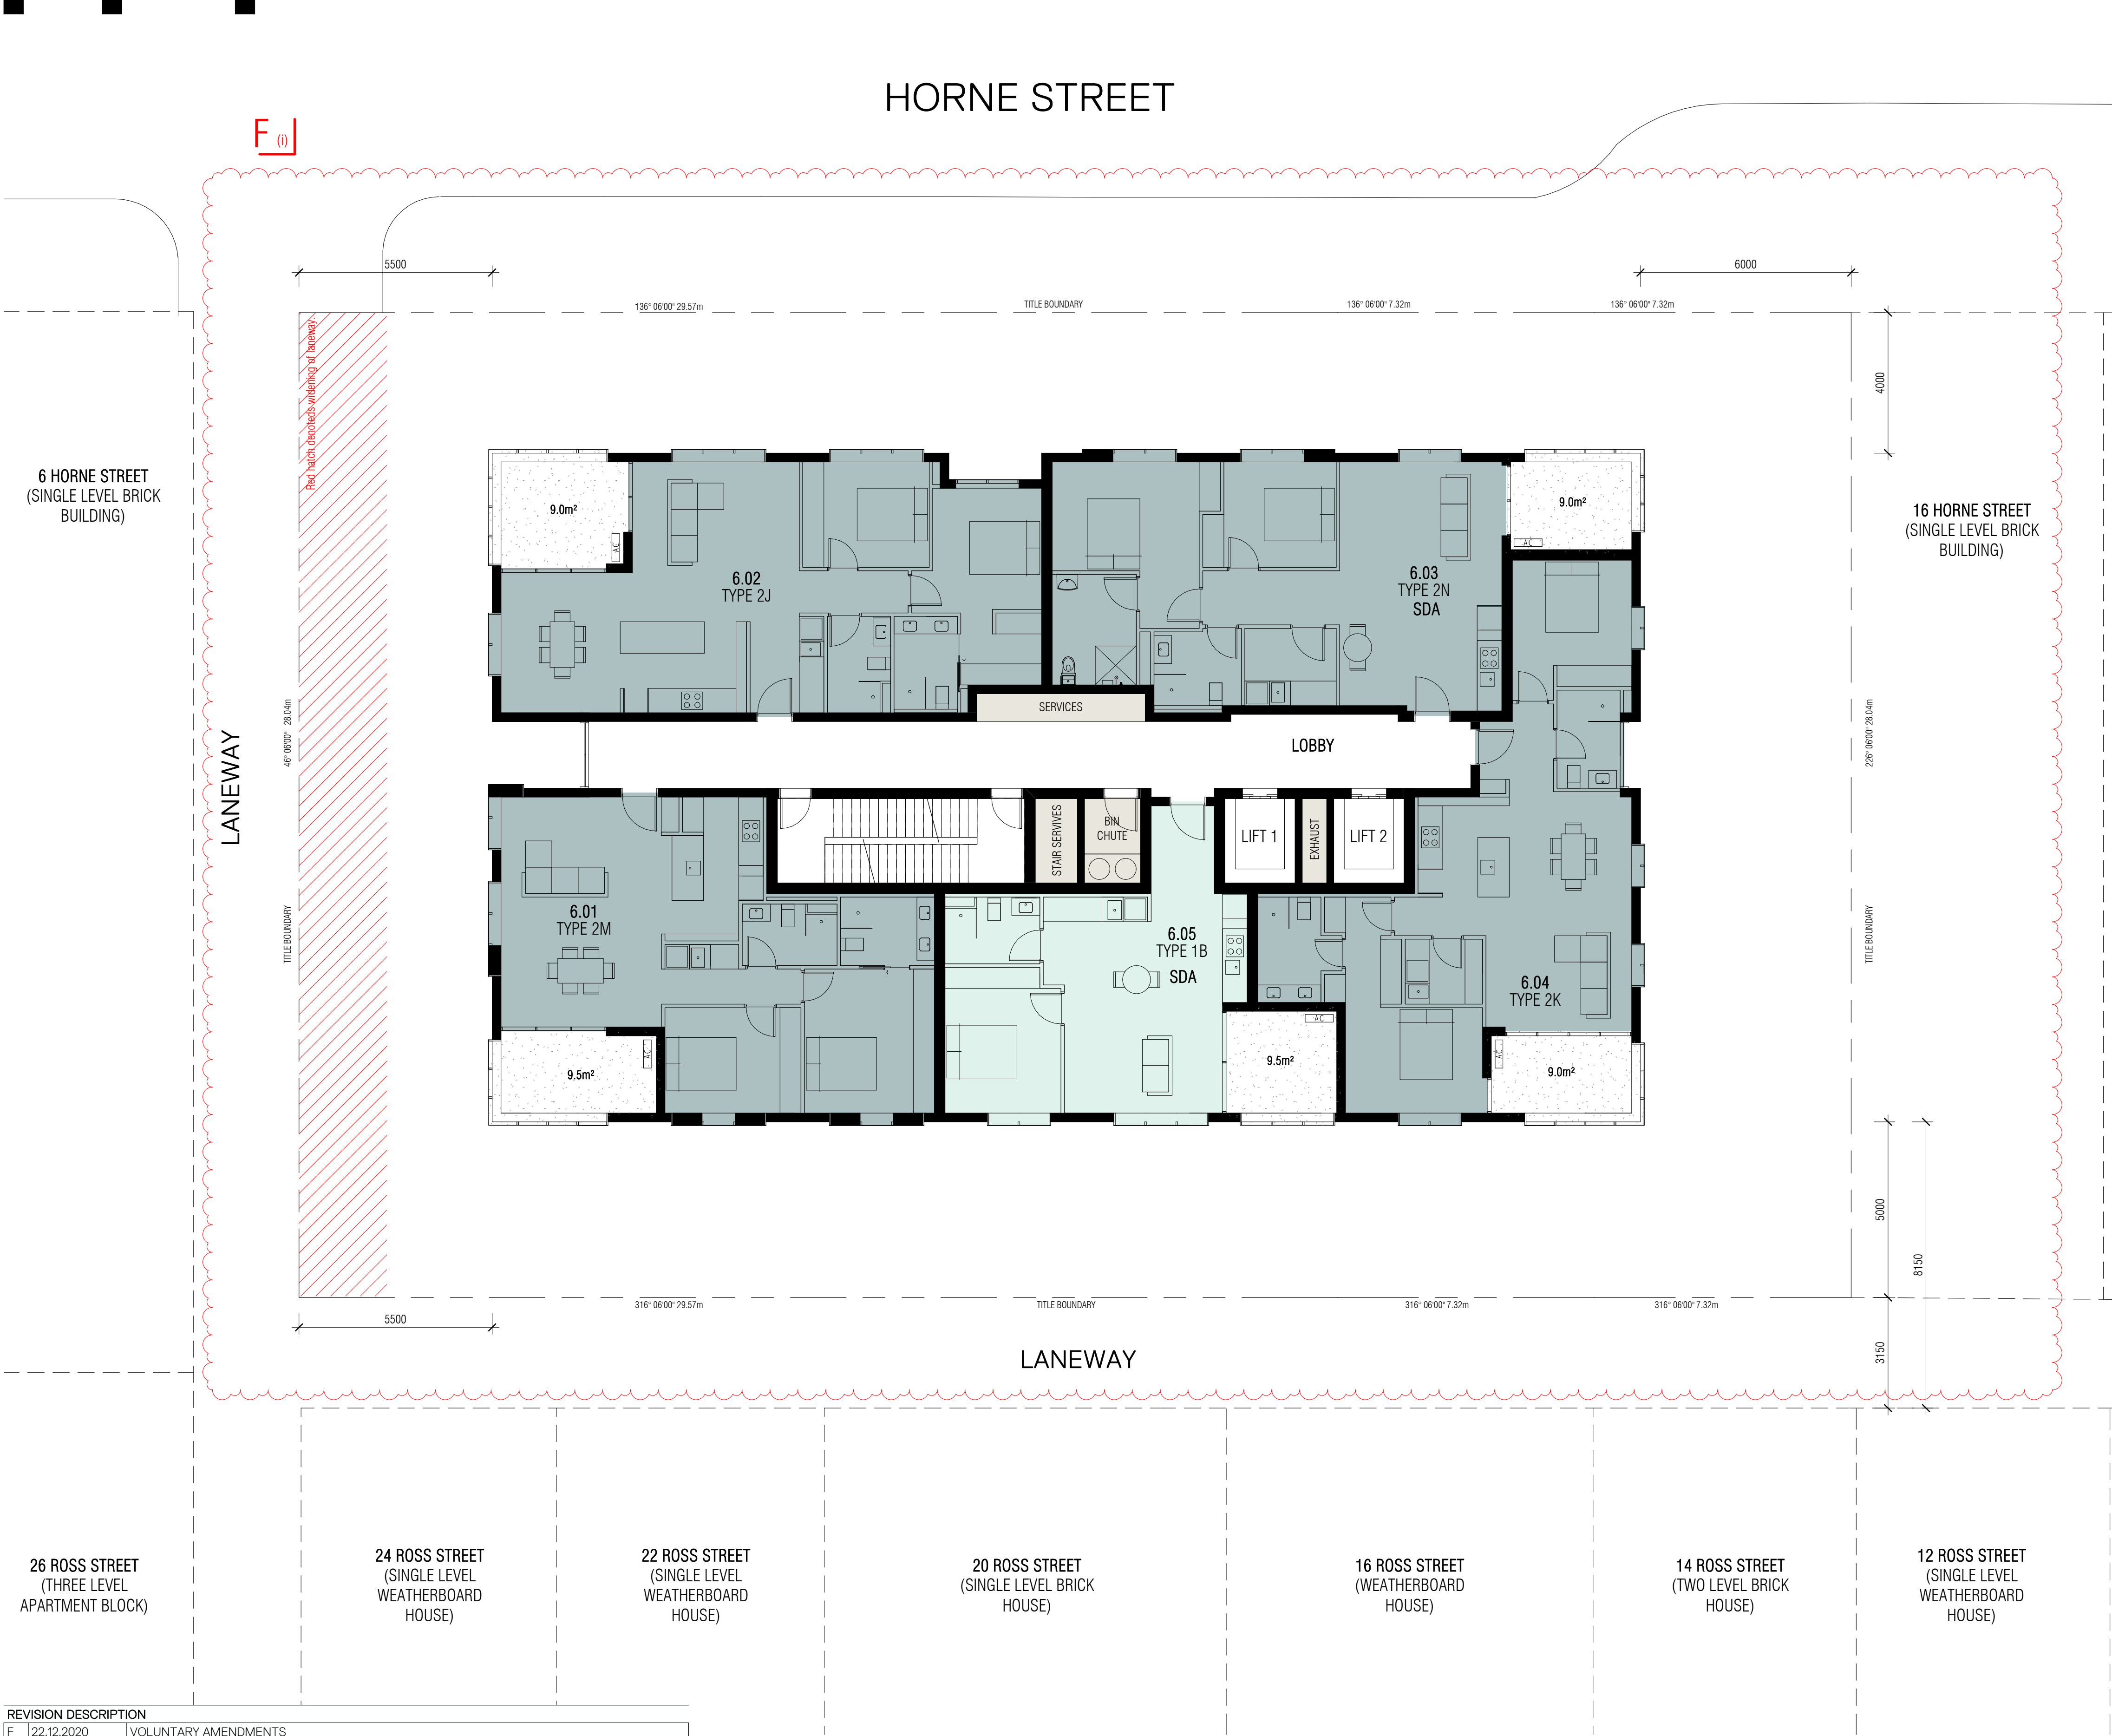 HORNE STREET
F (i)
5500
6000
136° 06'00" 29.57m
TITLE BOUNDARY
136° 06'00" 7.32m
136° 06'00" 7.32m
Red hatch denoteds widening of laneway
4000
6 HORNE STREET
(SINGLE LEVEL BRICK
BUILDING)
16 HORNE STREET
(SINGLE LEVEL BRICK
BUILDING)
9.0m²
AC
6.02
TYPE 2J
6.03
TYPE 2N
SDA
9.0m²
AC
SERVICES
LOBBY
LANEWAY
46° 06'00" 28.04m
TITLE BOUNDARY
226° 06'00" 28.04m
TITLE BOUNDARY
STAIR SERVIVES
BIN
CHUTE
LIFT 1
EXHAUST
LIFT 2
6.01
TYPE 2M
6.05
TYPE 1B
SDA
6.04
TYPE 2K
9.5m²
AC
9.5m²
AC
9.0m²
AC
5000
8150
3150
316° 06'00" 29.57m
TITLE BOUNDARY
316° 06'00" 7.32m
316° 06'00" 7.32m
5500
LANEWAY
26 ROSS STREET
(THREE LEVEL
APARTMENT BLOCK)
24 ROSS STREET
(SINGLE LEVEL
WEATHERBOARD
HOUSE)
22 ROSS STREET
(SINGLE LEVEL
WEATHERBOARD
HOUSE)
20 ROSS STREET
(SINGLE LEVEL BRICK
HOUSE)
16 ROSS STREET
(WEATHERBOARD
HOUSE)
14 ROSS STREET
(TWO LEVEL BRICK
HOUSE)
12 ROSS STREET
(SINGLE LEVEL
WEATHERBOARD
HOUSE)
REVISION DESCRIPTION
F 22.12.2020 VOLUNTARY AMENDMENTS